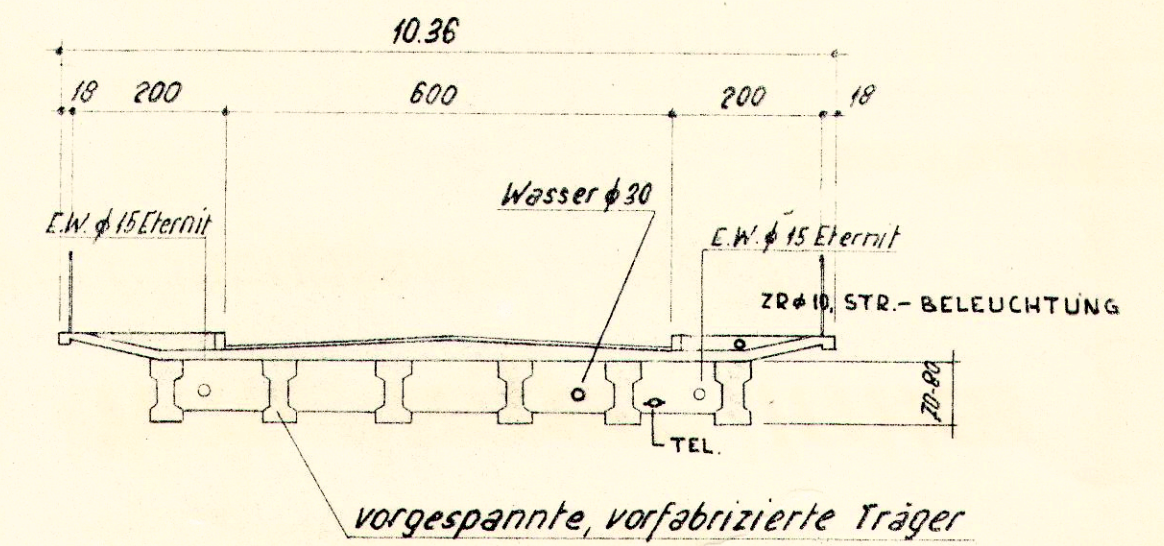 10.36
18 200 600 200 18
Wasser ϕ 30
E.W. ϕ 15 Eternit
E.W. ϕ 15 Eternit
ZR ϕ 10, STR.- BELEUCHTUNG
70-80
TEL.
vorgespannte, vorfabrizierte Träger